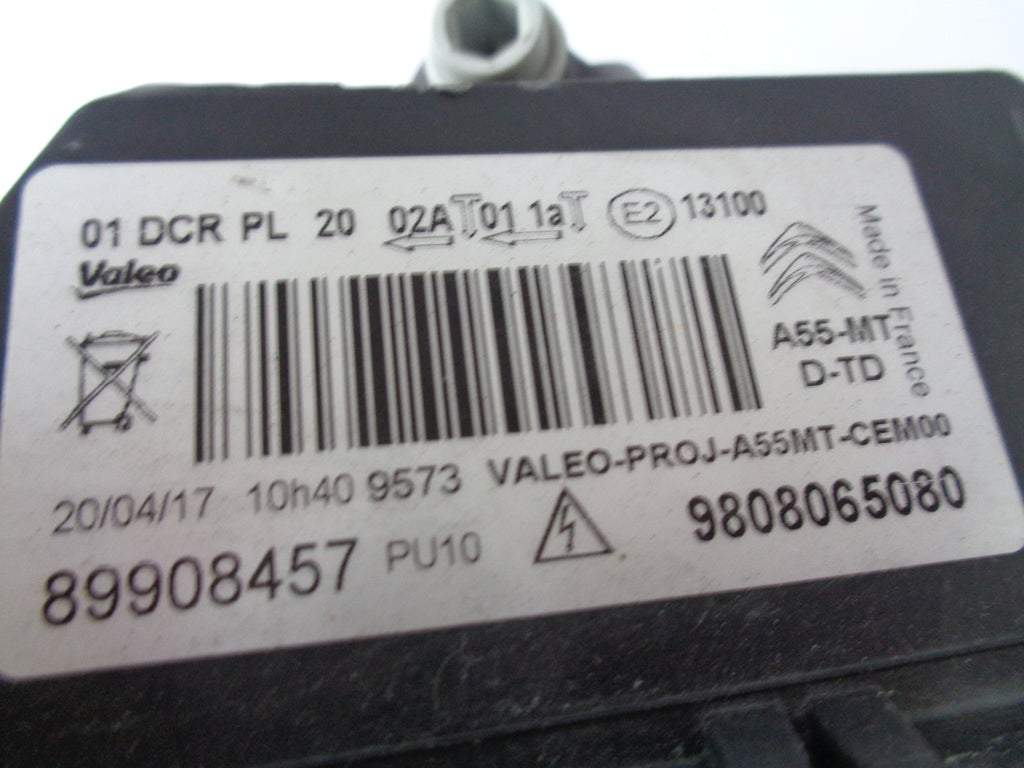 01 DCR PL 20 02A 01 1a E2 13100
Valeo
Made in France
A55-MT
D-TD
20/04/17 10h40 9573 VALEO-PROJ-A55MT-CEM00
89908457 PU10 9808065080